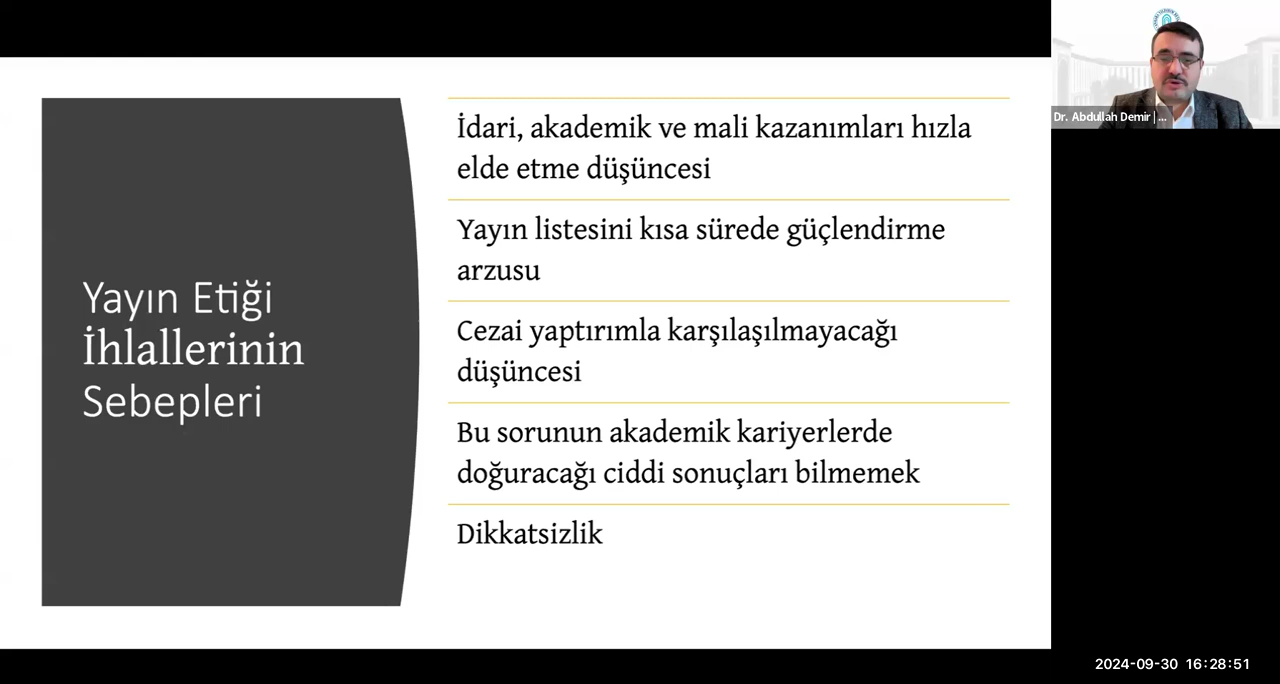 Yayın Etiği
İhlallerinin
Sebepleri
İdari, akademik ve mali kazanımları hızla
elde etme düşüncesi
Yayın listesini kısa sürede güçlendirme
arzusu
Cezai yaptırımla karşılaşılmayacağı
düşüncesi
Bu sorunun akademik kariyerlerde
doğuracağı ciddi sonuçları bilmemek
Dikkatsizlik
Dr. Abdullah Demir | ...
2024-09-30 16:28:51